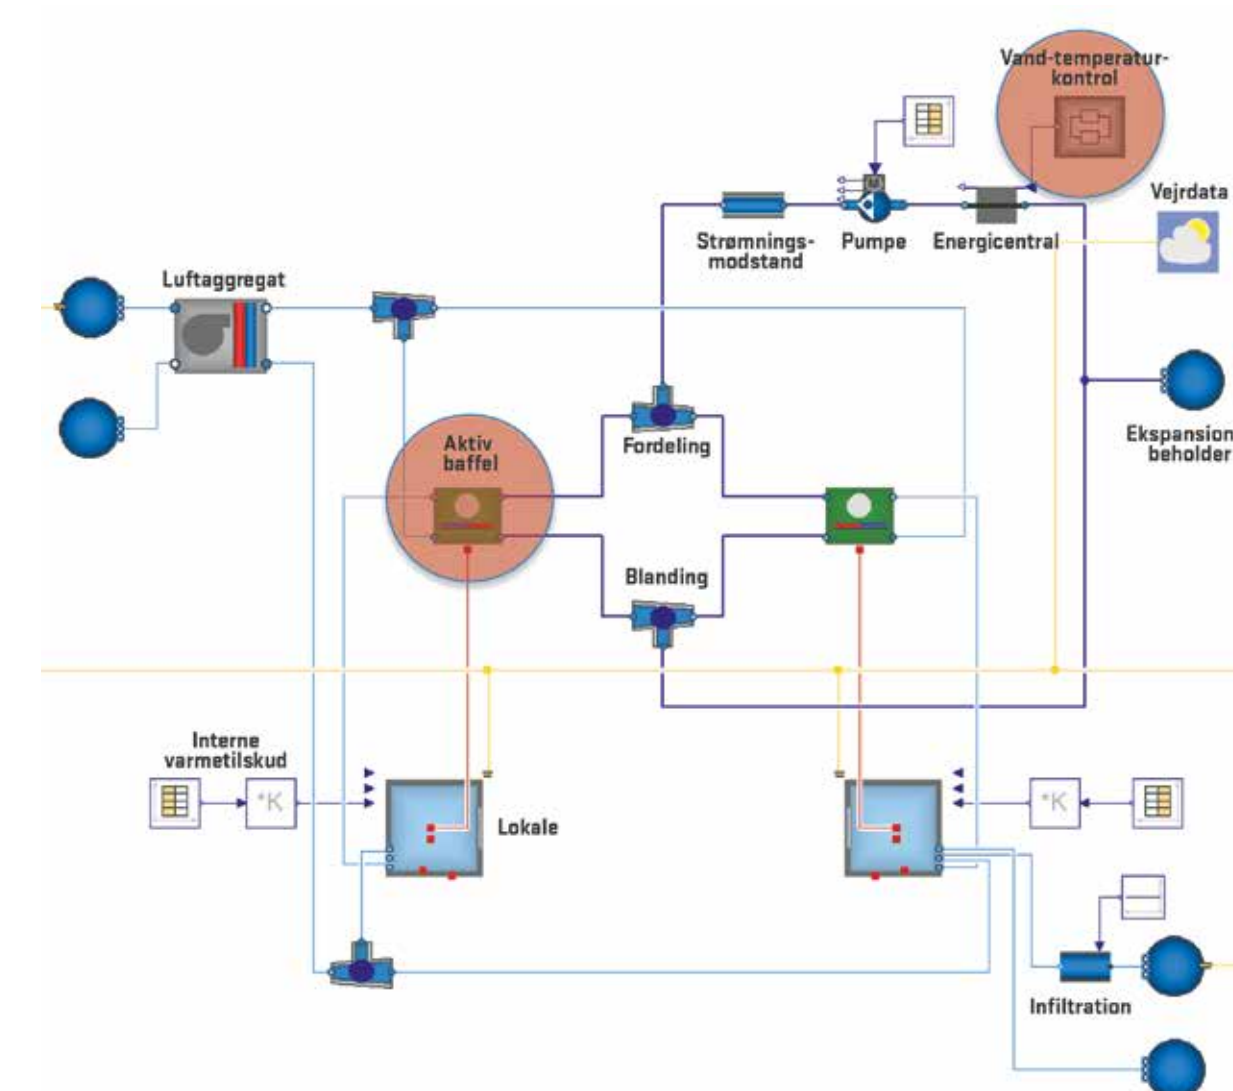 Vand-temperatur-
kontrol
Vejrdata
Strømnings-
modstand
Pumpe
Energicentral
M
Luftaggregat
Ekspansion
beholder
Aktiv
baffel
Fordeling
Blanding
Interne
varmetilskud
°K
Lokale
°K
Infiltration